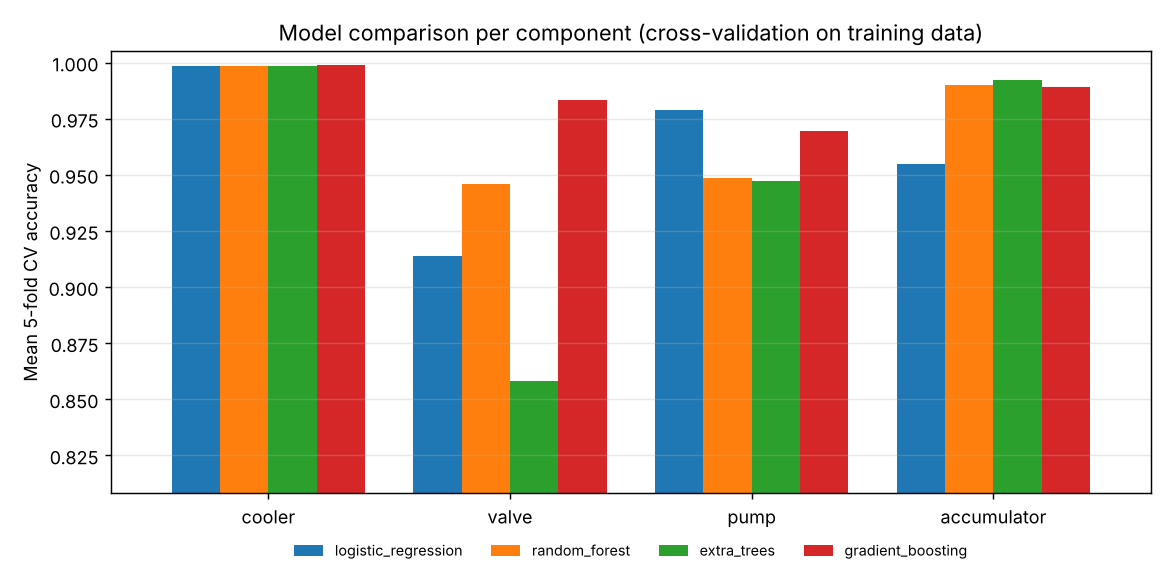 Model comparison per component (cross-validation on training data)
Mean 5-fold CV accuracy
1.000
0.975
0.950
0.925
0.900
0.875
0.850
0.825
cooler valve pump accumulator
logistic_regression random_forest extra_trees gradient_boosting